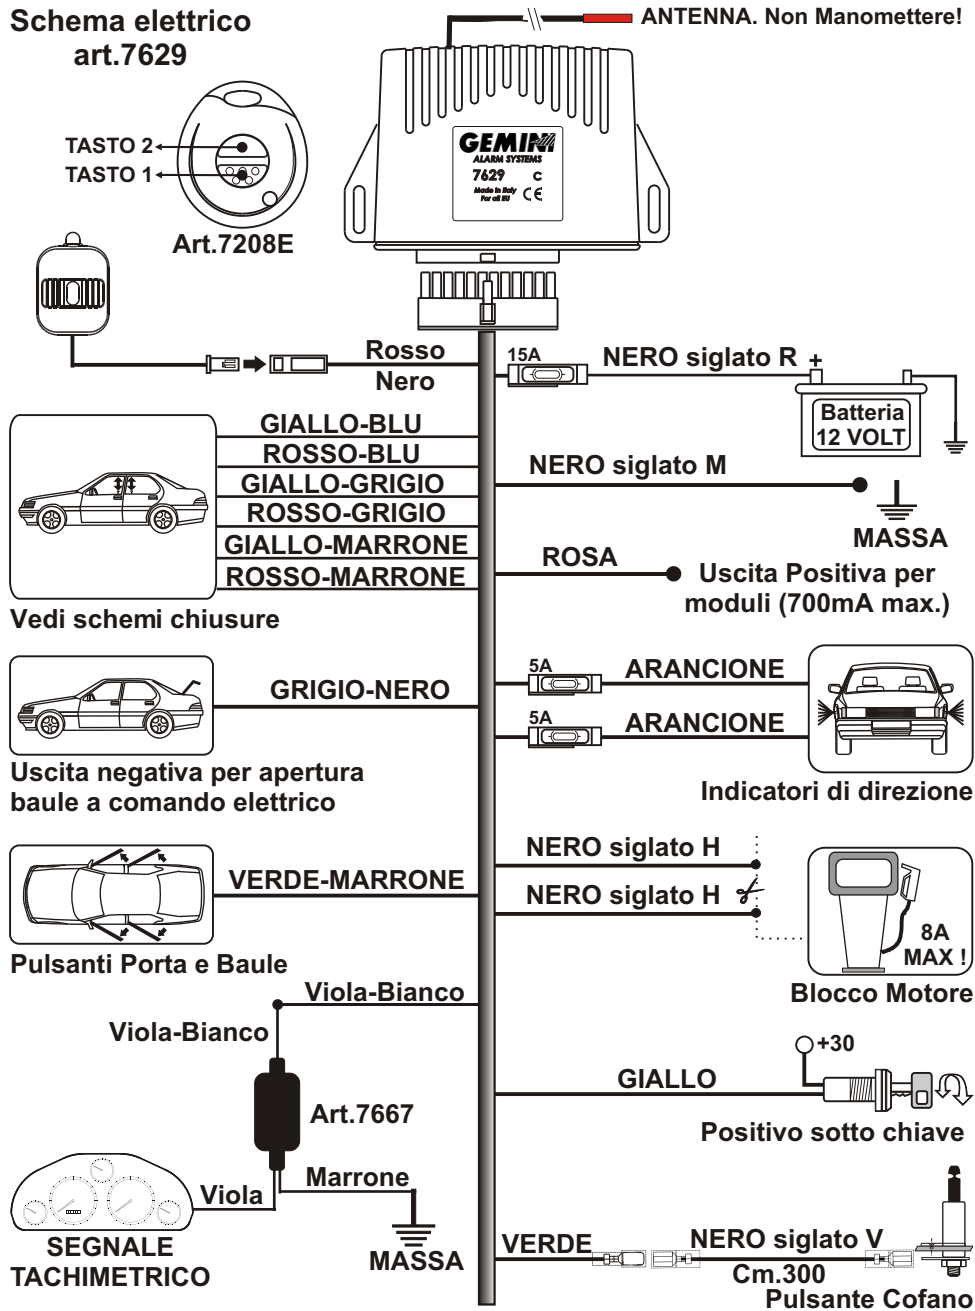 Schema elettrico
art.7629
ANTENNA. Non Manomettere!
TASTO 2
TASTO 1
Art.7208E
GEMINI
ALARM SYSTEMS
7629 C
Made in Italy
For all EU CE
Rosso
Nero
15A
NERO siglato R +
Batteria
12 VOLT
GIALLO-BLU
ROSSO-BLU
GIALLO-GRIGIO
ROSSO-GRIGIO
GIALLO-MARRONE
ROSSO-MARRONE
Vedi schemi chiusure
NERO siglato M
MASSA
ROSA
Uscita Positiva per
moduli (700mA max.)
GRIGIO-NERO
Uscita negativa per apertura
baule a comando elettrico
5A
ARANCIONE
5A
ARANCIONE
Indicatori di direzione
VERDE-MARRONE
Pulsanti Porta e Baule
NERO siglato H
NERO siglato H
8A
MAX !
Blocco Motore
Viola-Bianco
Viola-Bianco
Art.7667
Viola
Marrone
MASSA
SEGNALE
TACHIMETRICO
+30
GIALLO
Positivo sotto chiave
VERDE
NERO siglato V
Cm.300
Pulsante Cofano